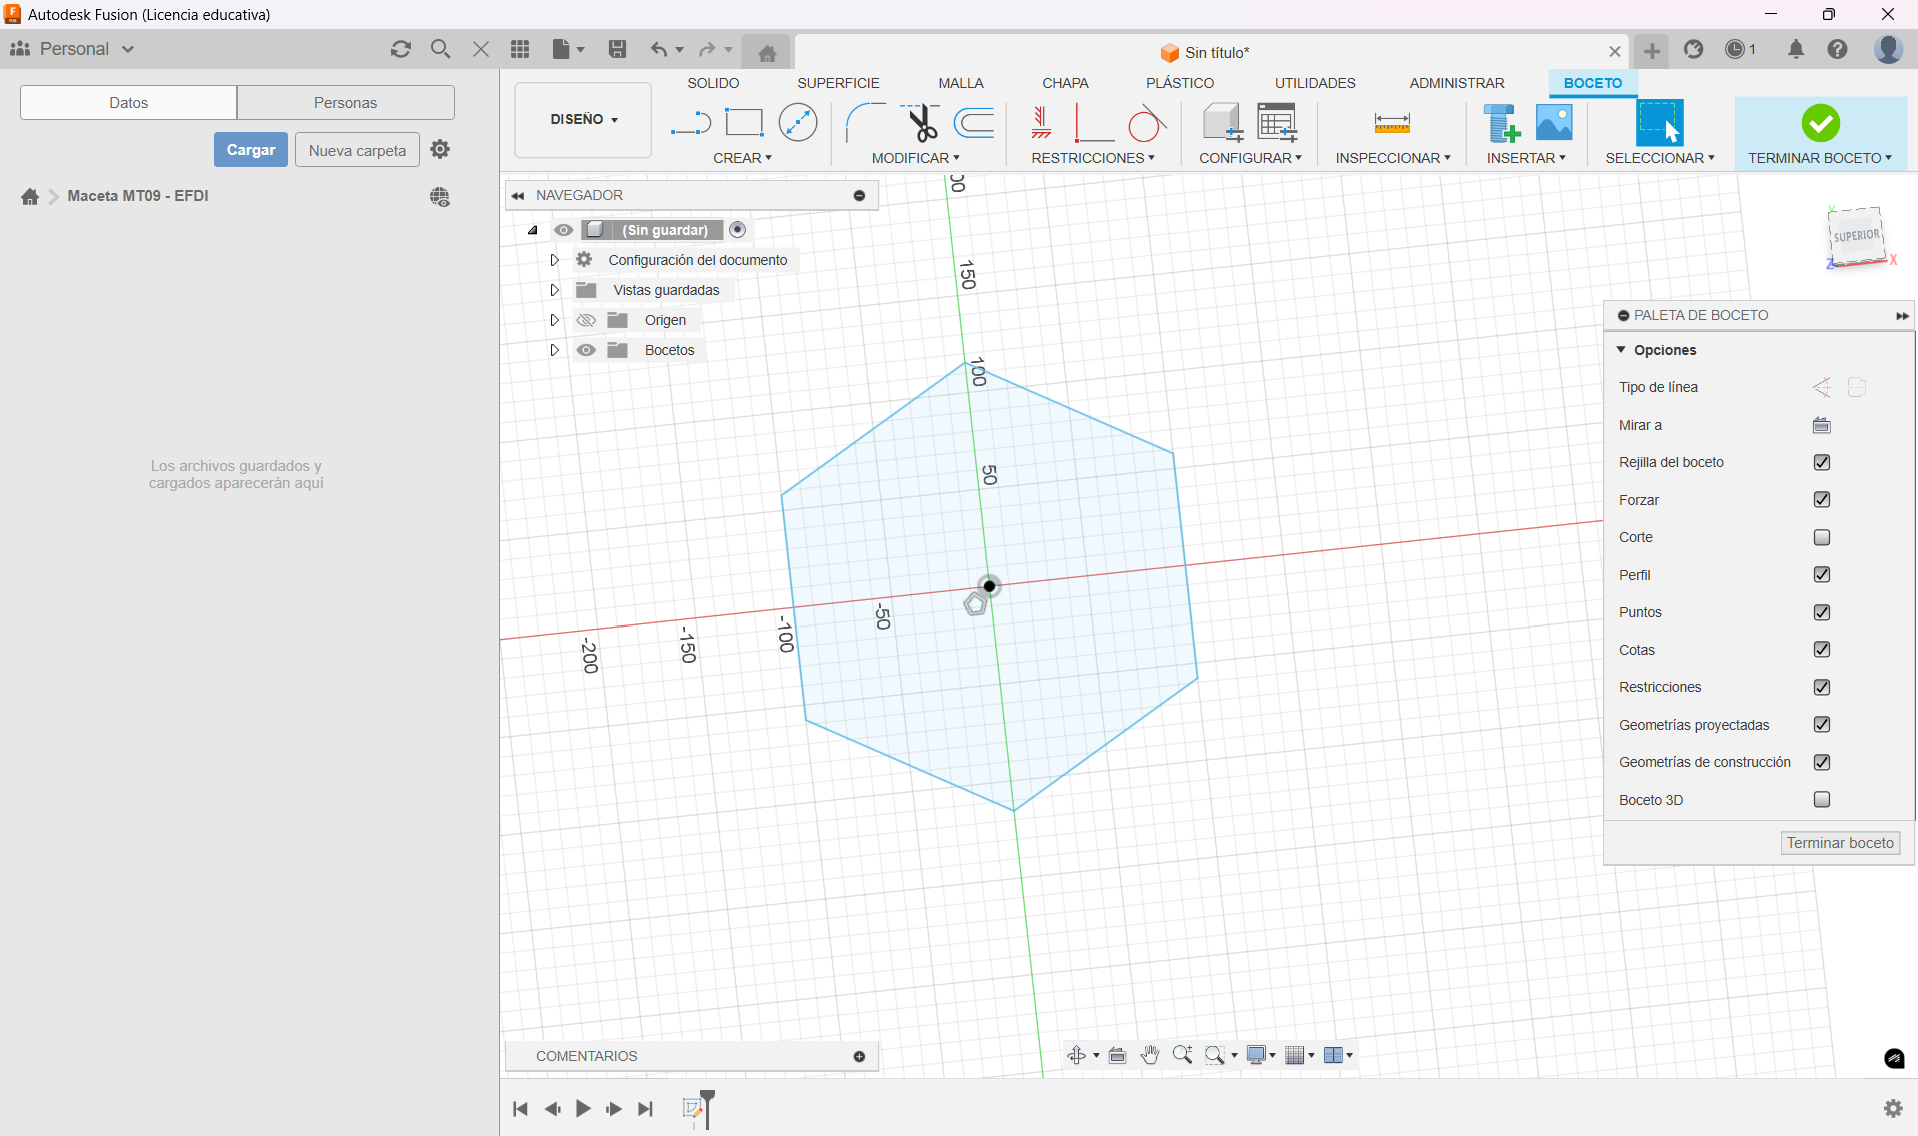 Autodesk Fusion (Licencia educativa)
Personal
Sin título*
1
Datos
Personas
Cargar
Nueva carpeta
Maceta MT09 - EFDI
Los archivos guardados y
cargados aparecerán aquí
SOLIDO
SUPERFICIE
MALLA
CHAPA
PLÁSTICO
UTILIDADES
ADMINISTRAR
BOCETO
DISEÑO
CREAR
MODIFICAR
RESTRICCIONES
CONFIGURAR
INSPECCIONAR
INSERTAR
SELECCIONAR
TERMINAR BOCETO
NAVEGADOR
(Sin guardar)
Configuración del documento
Vistas guardadas
Origen
Bocetos
150
100
50
-50
-100
-150
-200
SUPERIOR
Y
Z
X
PALETA DE BOCETO
Opciones
Tipo de línea
Mirar a
Rejilla del boceto
Forzar
Corte
Perfil
Puntos
Cotas
Restricciones
Geometrías proyectadas
Geometrías de construcción
Boceto 3D
Terminar boceto
COMENTARIOS